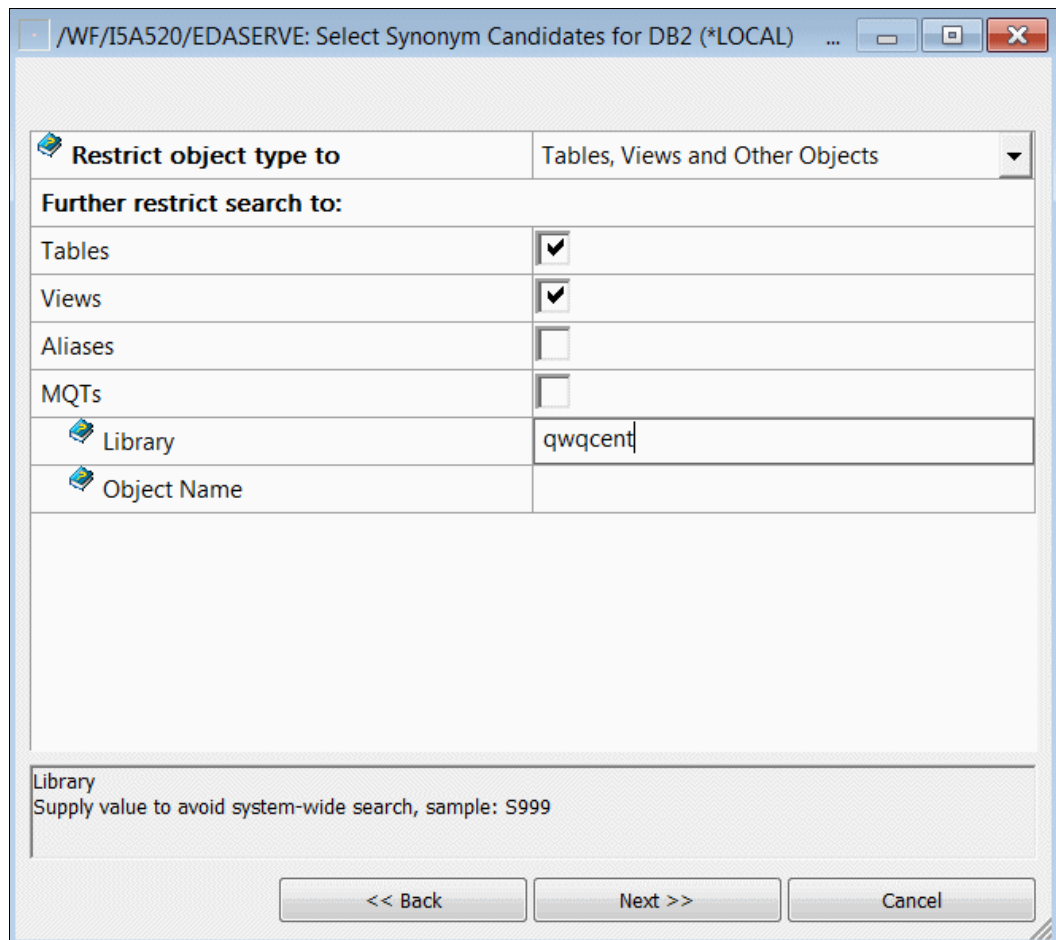 /WF/I5A520/EDASERVE: Select Synonym Candidates for DB2 (*LOCAL) ...
Restrict object type to Tables, Views and Other Objects
Further restrict search to:
Tables
Views
Aliases
MQTs
Library qwqcent
Object Name
Library
Supply value to avoid system-wide search, sample: S999
<< Back Next >> Cancel